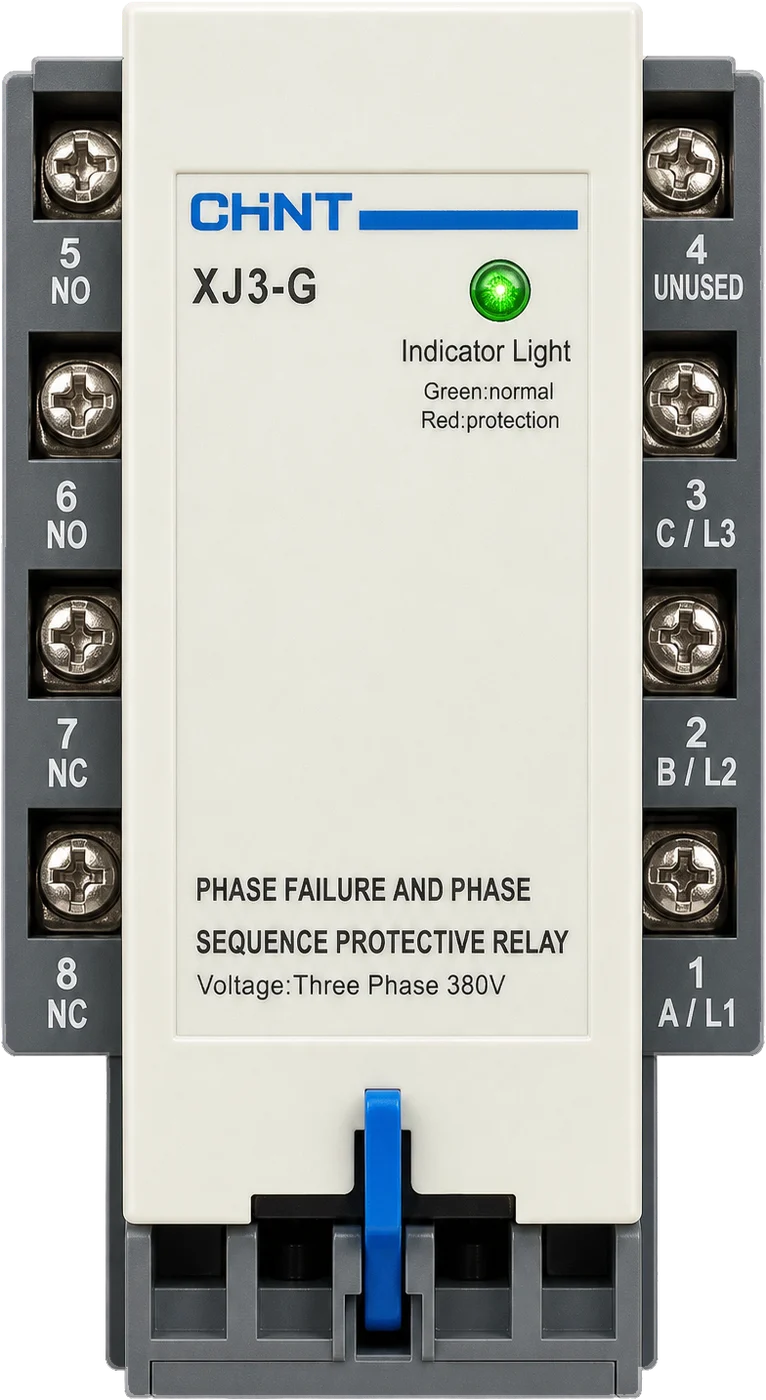 CHiNT
XJ3-G
Indicator Light
Green:normal
Red:protection
5
NO
4
UNUSED
6
NO
3
C / L3
7
NC
2
B / L2
8
NC
1
A / L1
PHASE FAILURE AND PHASE
SEQUENCE PROTECTIVE RELAY
Voltage:Three Phase 380V